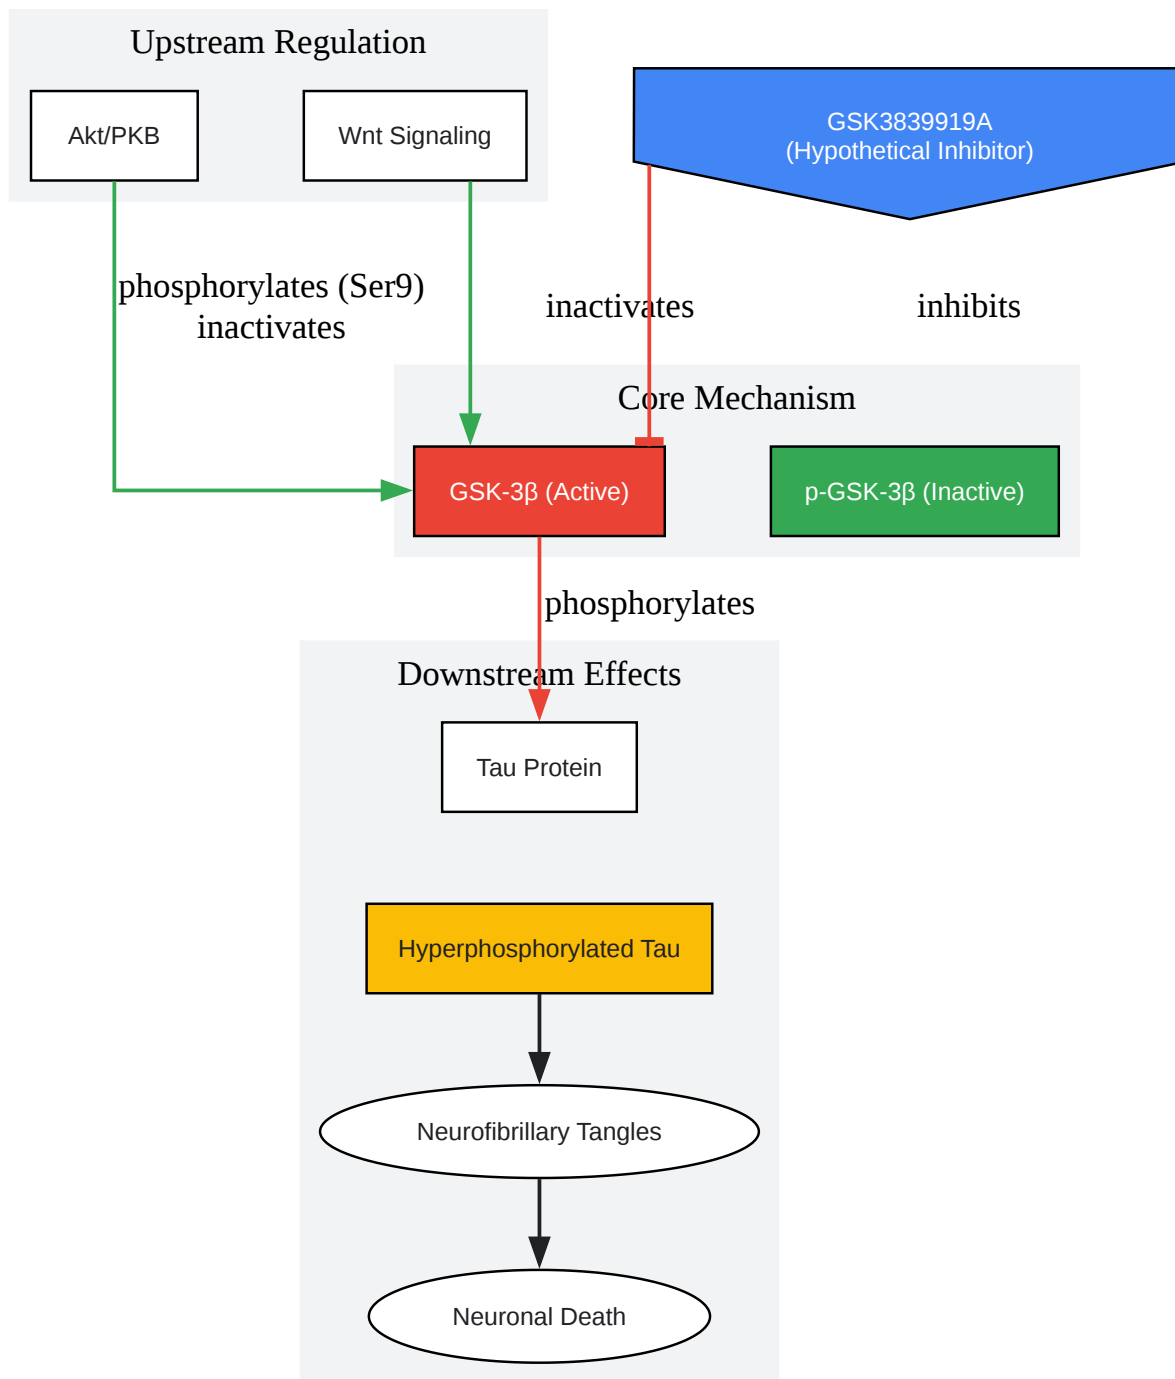 Upstream Regulation
Akt/PKB
Wnt Signaling
GSK3839919A
(Hypothetical Inhibitor)
phosphorylates (Ser9)
inactivates
inactivates
inhibits
Core Mechanism
GSK-3β (Active)
p-GSK-3β (Inactive)
phosphorylates
Downstream Effects
Tau Protein
Hyperphosphorylated Tau
Neurofibrillary Tangles
Neuronal Death